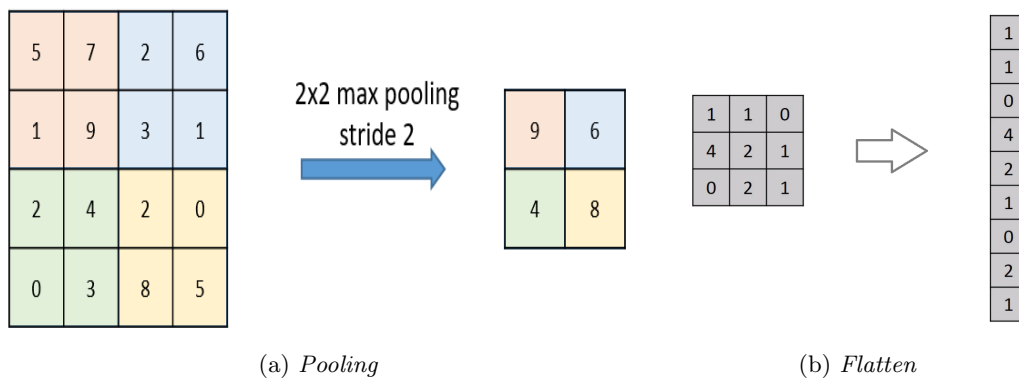 5 7 2 6
1 9 3 1
2 4 2 0
0 3 8 5
2x2 max pooling
stride 2
9 6
4 8
1 1 0
4 2 1
0 2 1
1
1
0
4
2
1
0
2
1
(a) Pooling
(b) Flatten